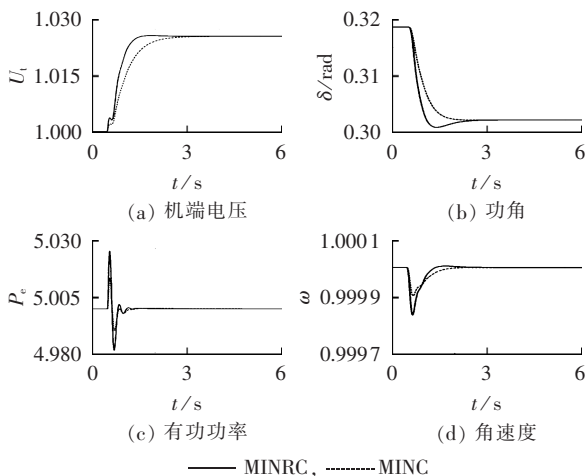 1.030
1.015
1.000
U_t
0
3
6
t/s
(a) 机端电压
0.32
0.31
0.30
δ/rad
0
3
6
t/s
(b) 功角
5.030
5.005
4.980
P_e
0
3
6
t/s
(c) 有功功率
1.0001
0.9999
0.9997
ω
0
3
6
t/s
(d) 角速度
MINRC, MINC